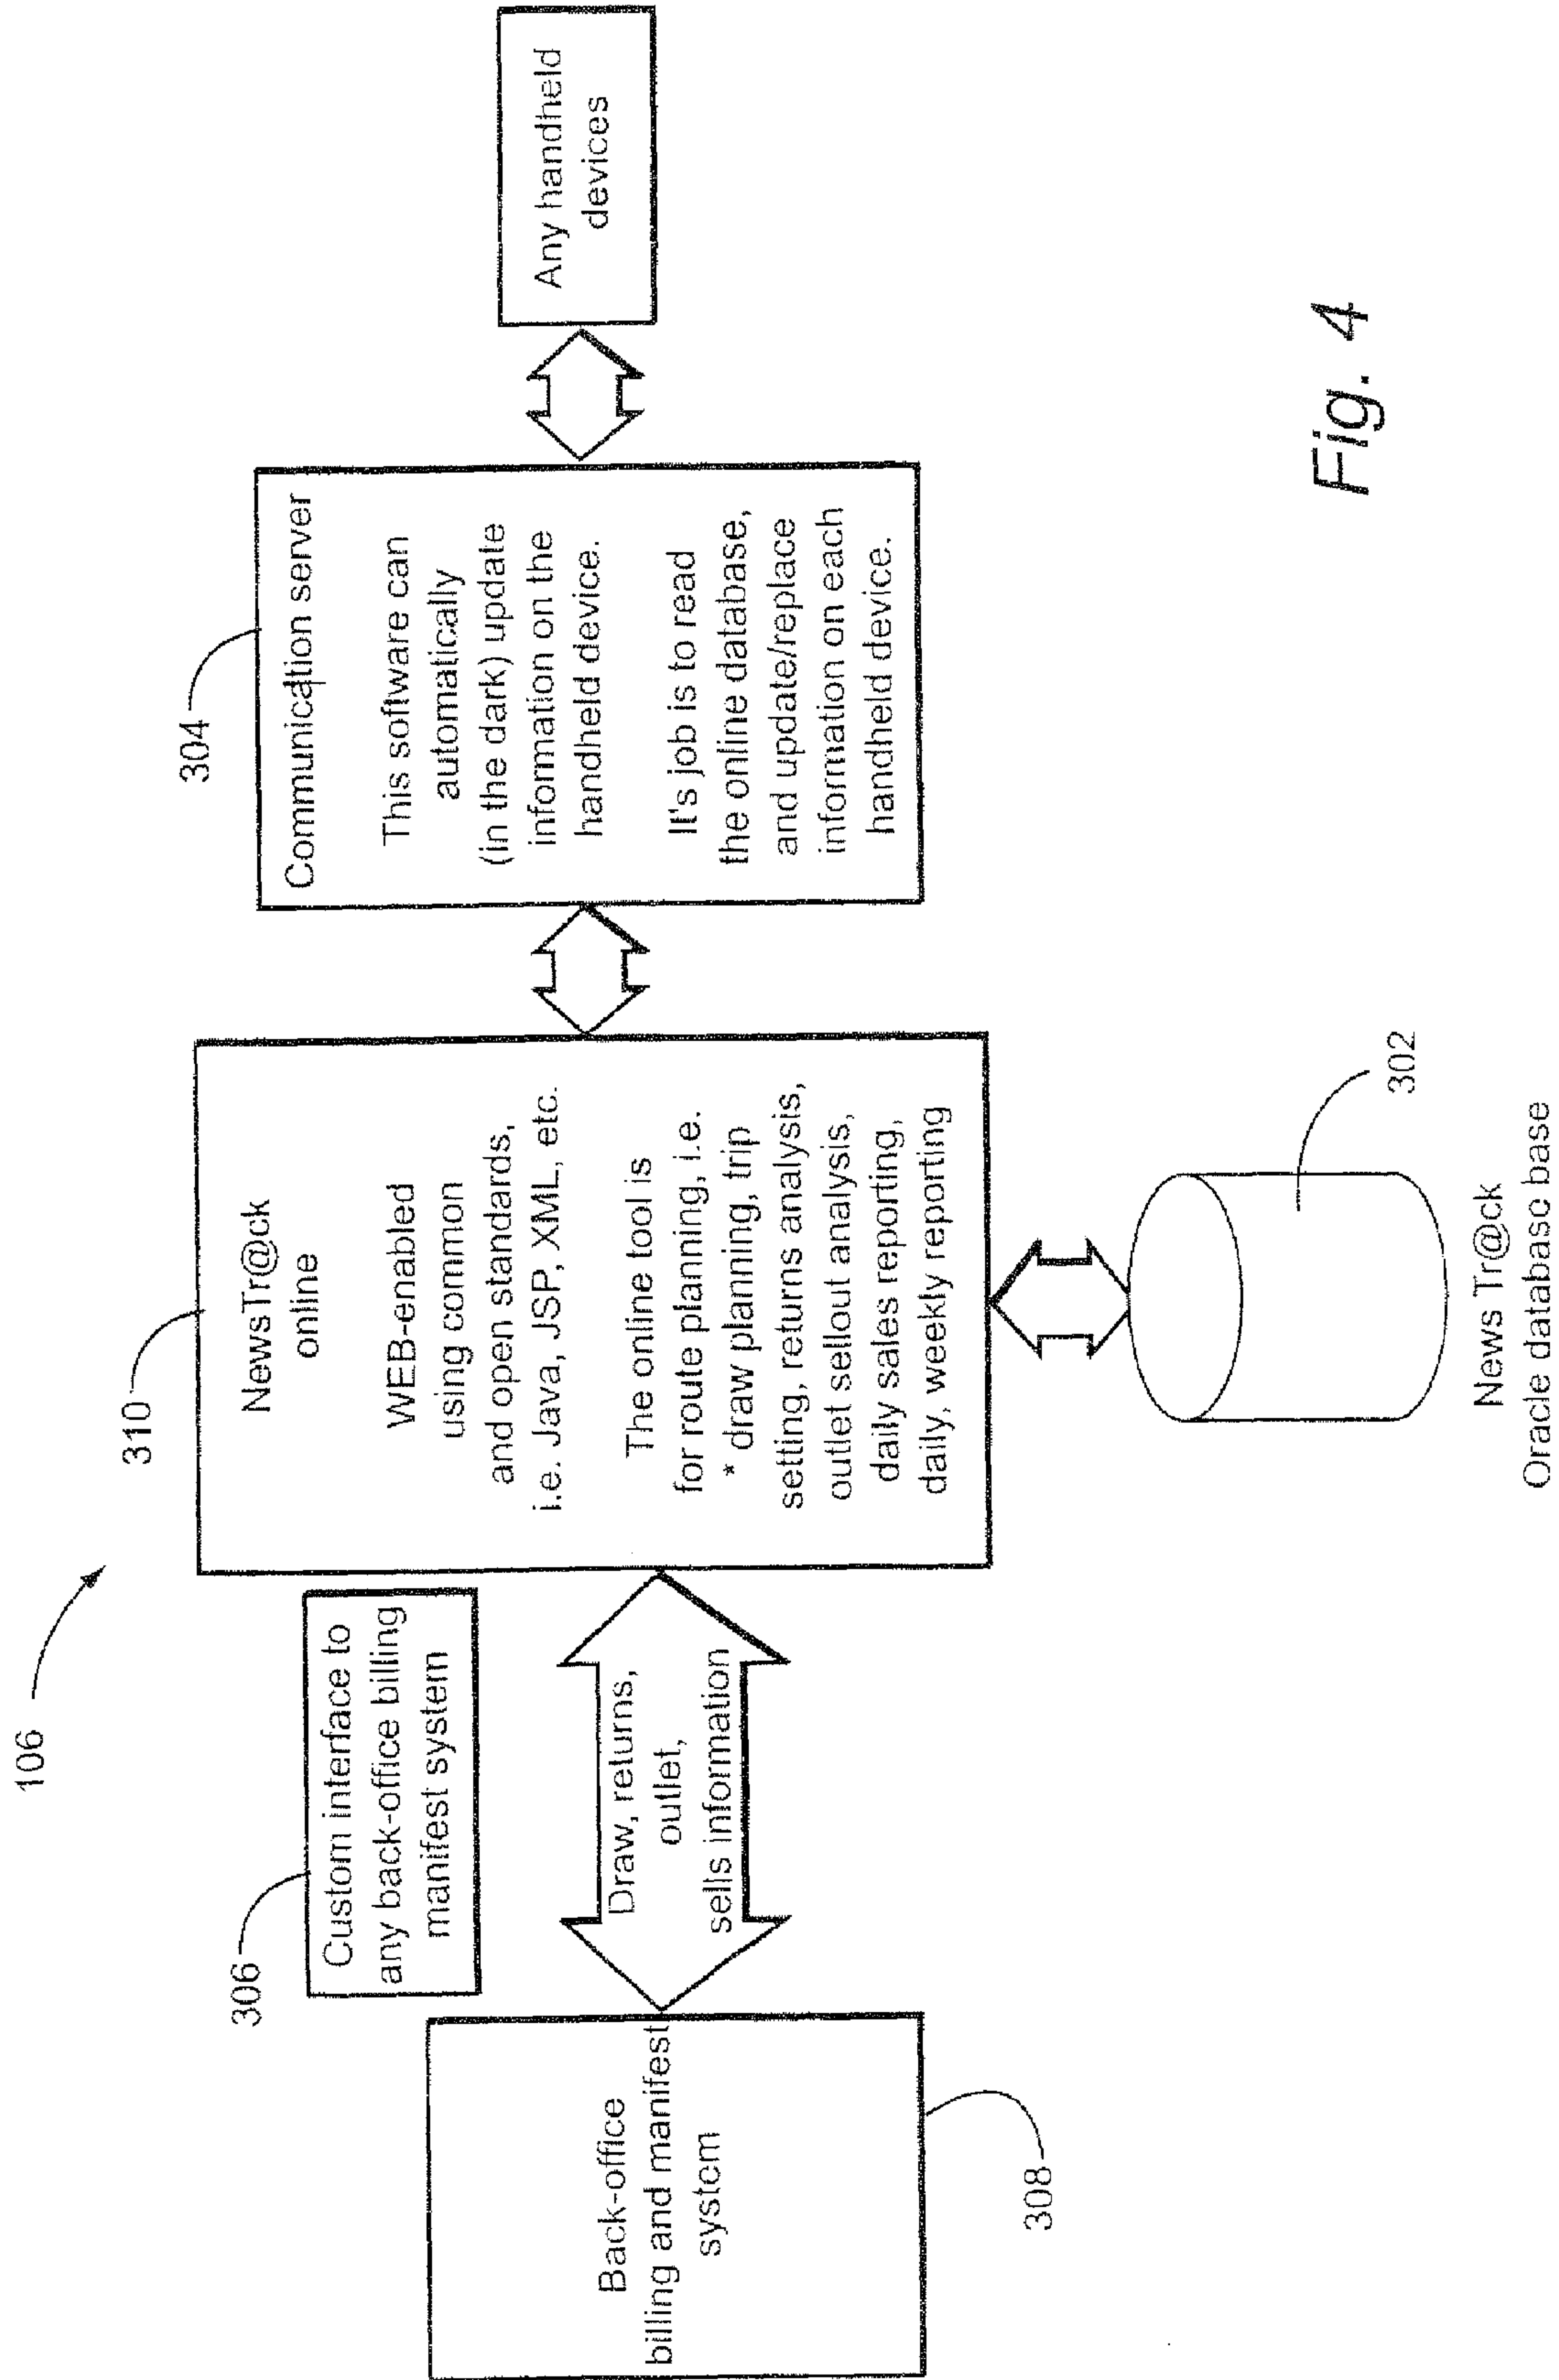 106
306
Custom interface to
any back-office billing
manifest system
Back-office
billing and manifest
system
308
Draw, returns,
outlet,
sells information
310
NewsTr@ck
online
WEB-enabled
using common
and open standards,
i.e. Java, JSP, XML, etc.
The online tool is
for route planning, i.e.
* draw planning, trip
setting, returns analysis,
outlet sellout analysis,
daily sales reporting,
daily, weekly reporting
302
News Tr@ck
Oracle database base
304
Communication server
This software can
automatically
(in the dark) update
information on the
handheld device.
It's job is to read
the online database,
and update/replace
information on each
handheld device.
Any handheld
devices
Fig. 4